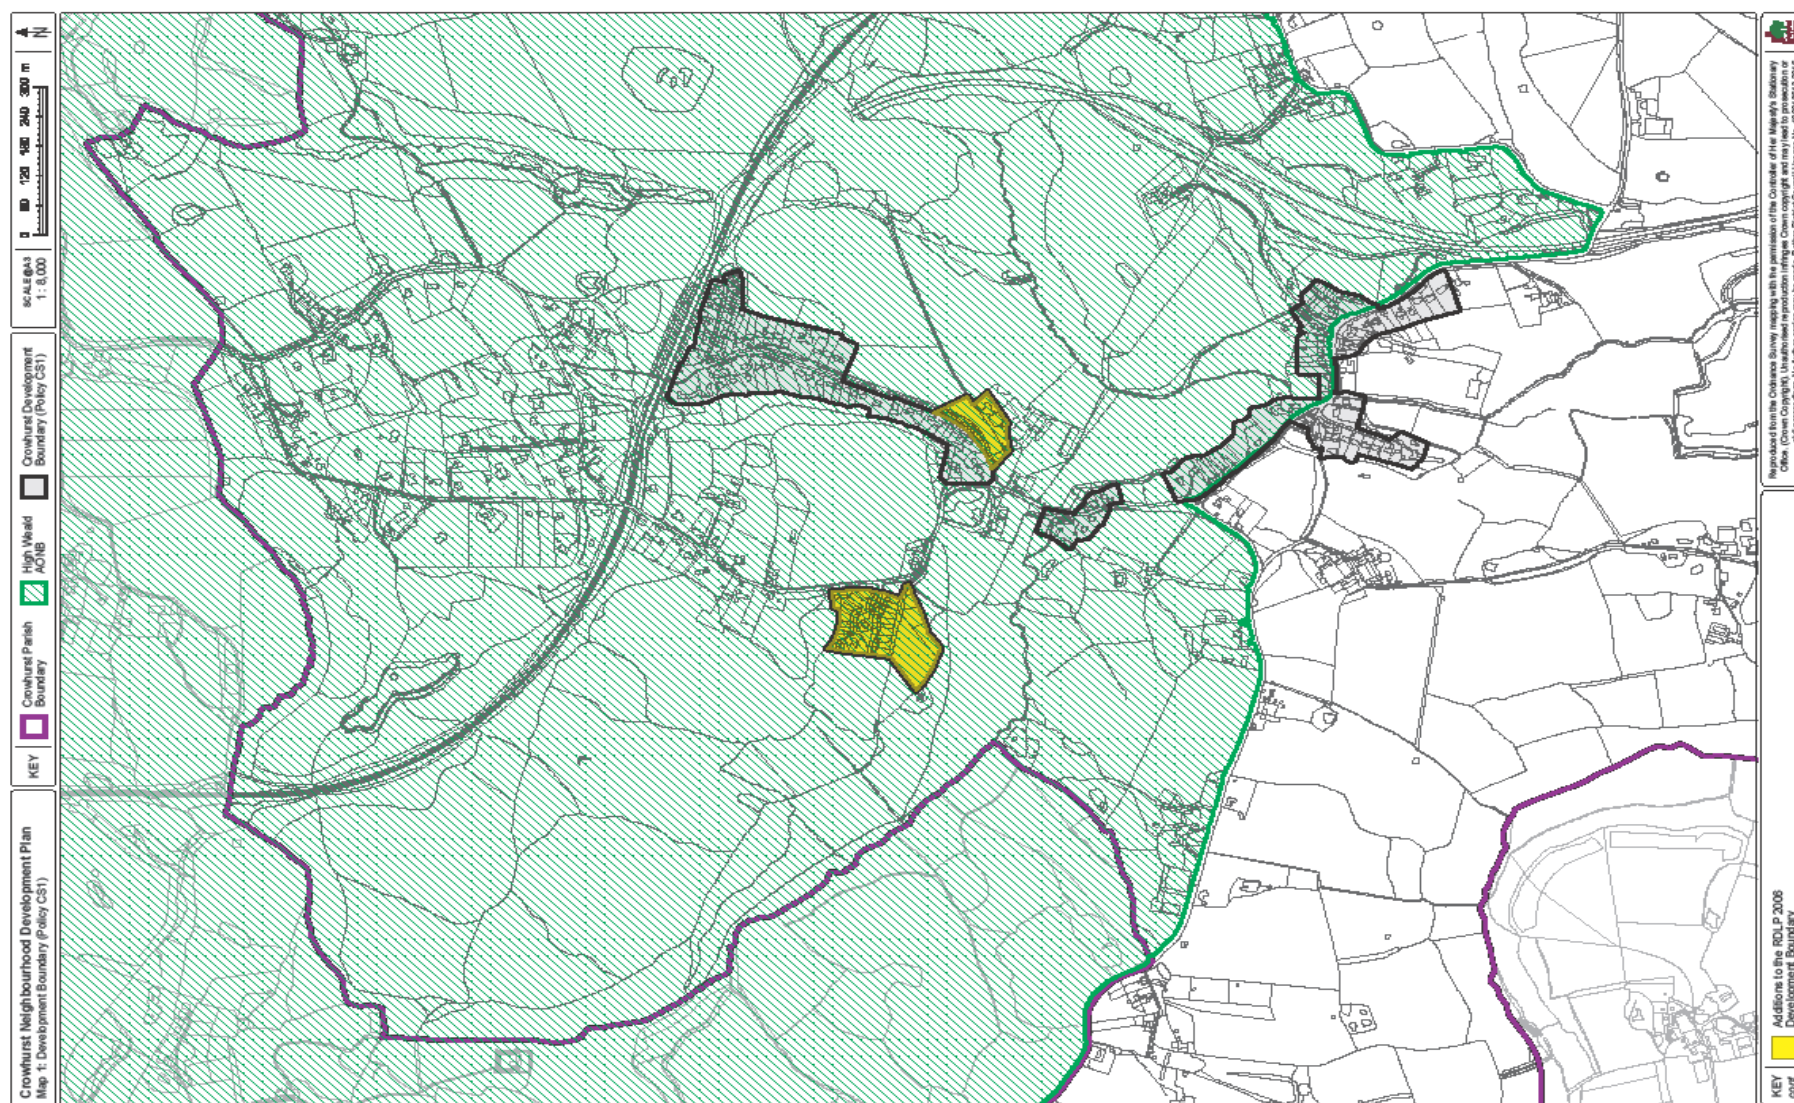 Crowhurst Neighbourhood Development Plan
Map 1: Development Boundary (Policy CS1)
KEY
Crowhurst Parish
Boundary
High Weald
AONB
Crowhurst Development
Boundary (Policy CS1)
SCALE@A3
1 : 8,000
0 60 120 180 240 300 m
N
KEY
cont
Additions to the RDLP 2006
Development Boundary
Reproduced from the Ordnance Survey mapping with the permission of the Controller of Her Majesty's Stationary
Office. (Crown Copyright). Unauthorised reproduction infringes Crown copyright and may lead to prosecution or